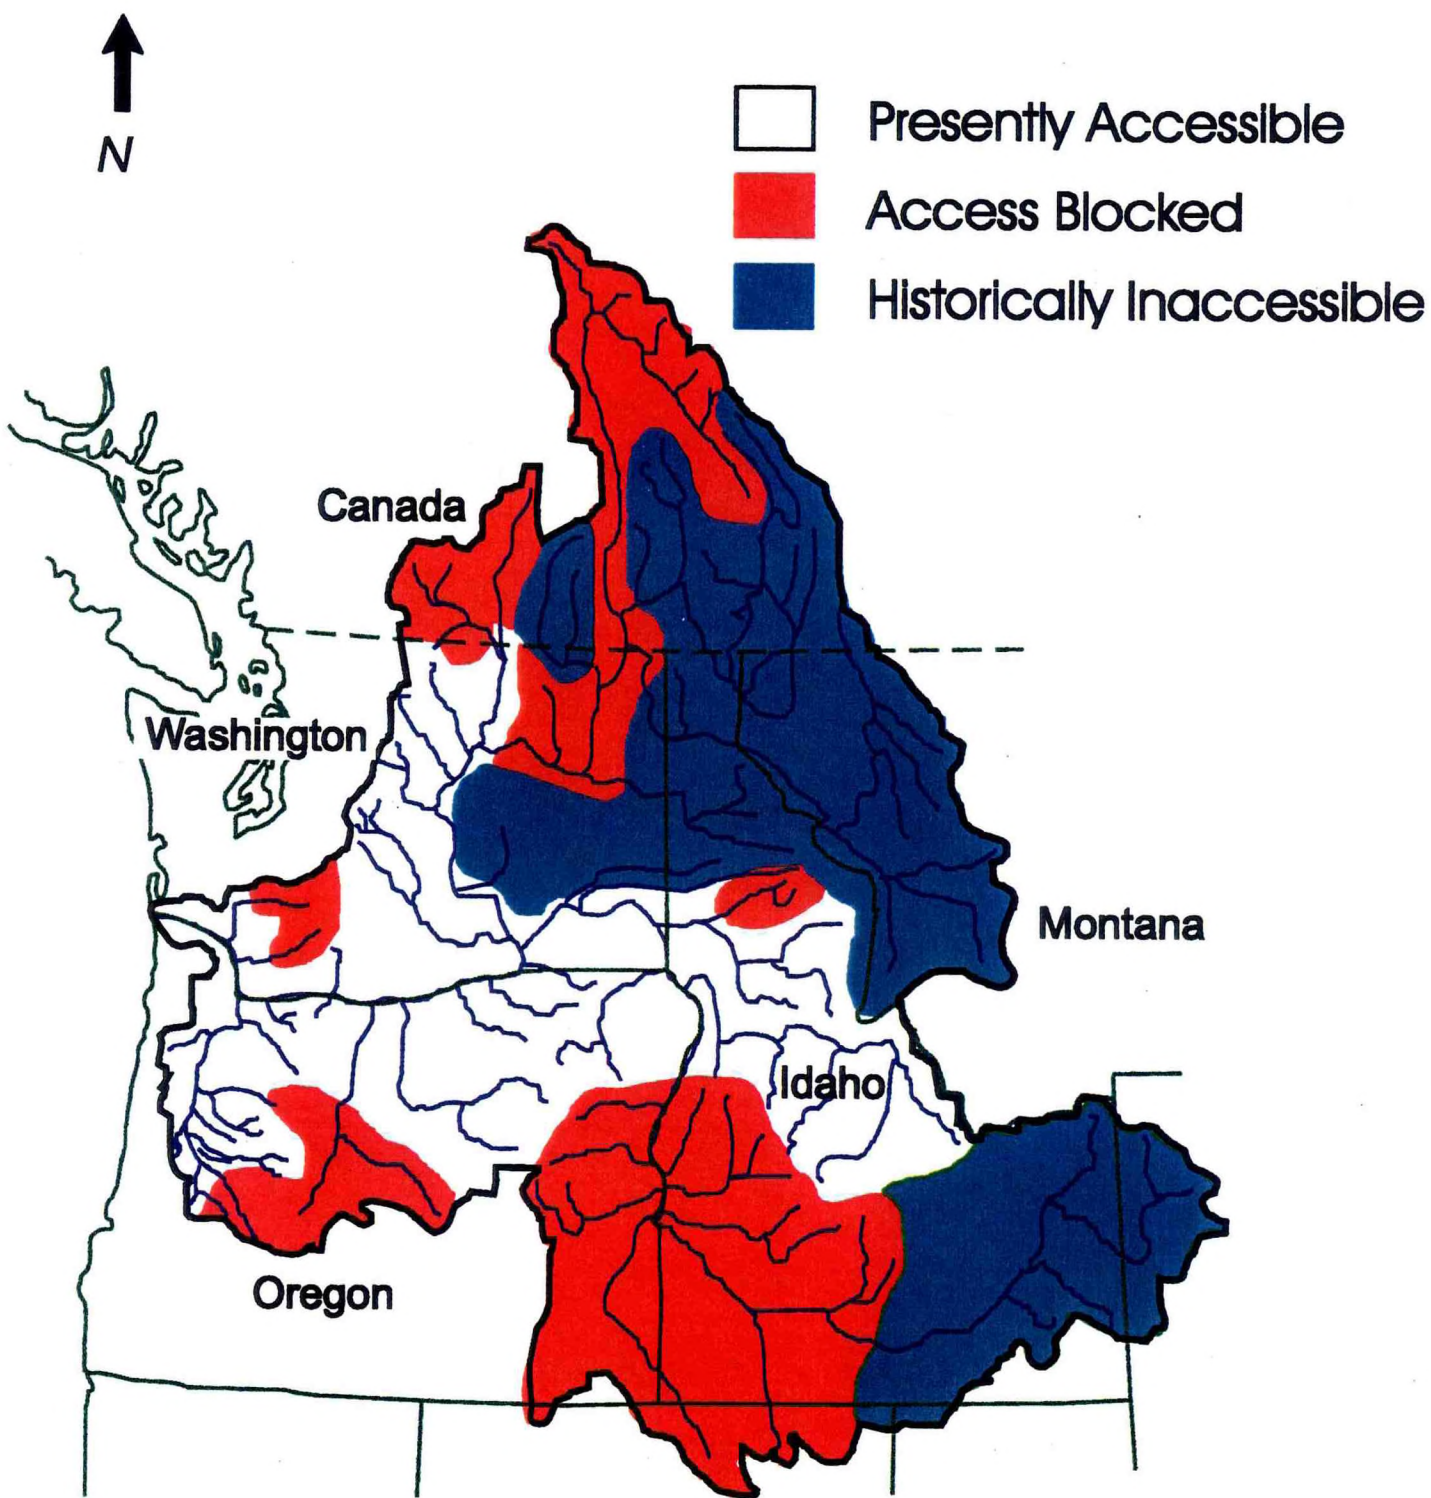 N
Presently Accessible
Access Blocked
Historically Inaccessible
Canada
Washington
Montana
Idaho
Oregon